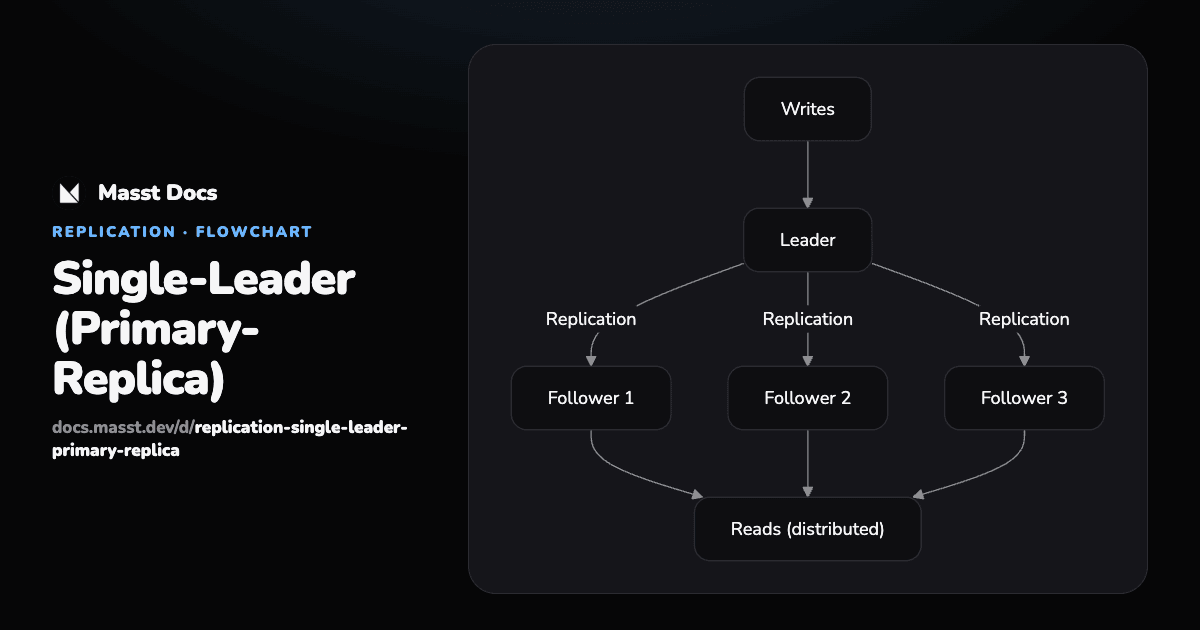 Masst Docs
REPLICATION · FLOWCHART
Single-Leader
(Primary-
Replica)
docs.masst.dev/d/replication-single-leader-
primary-replica
Writes
Leader
Replication
Replication
Replication
Follower 1
Follower 2
Follower 3
Reads (distributed)